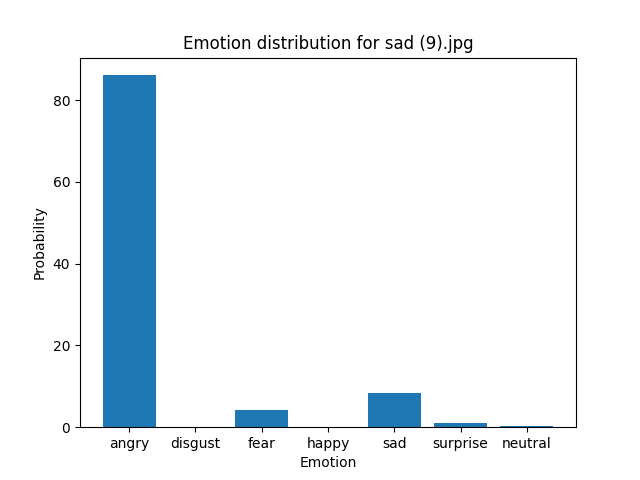 Emotion distribution for sad (9).jpg
80
60
40
20
0
Probability
angry disgust fear happy sad surprise neutral
Emotion